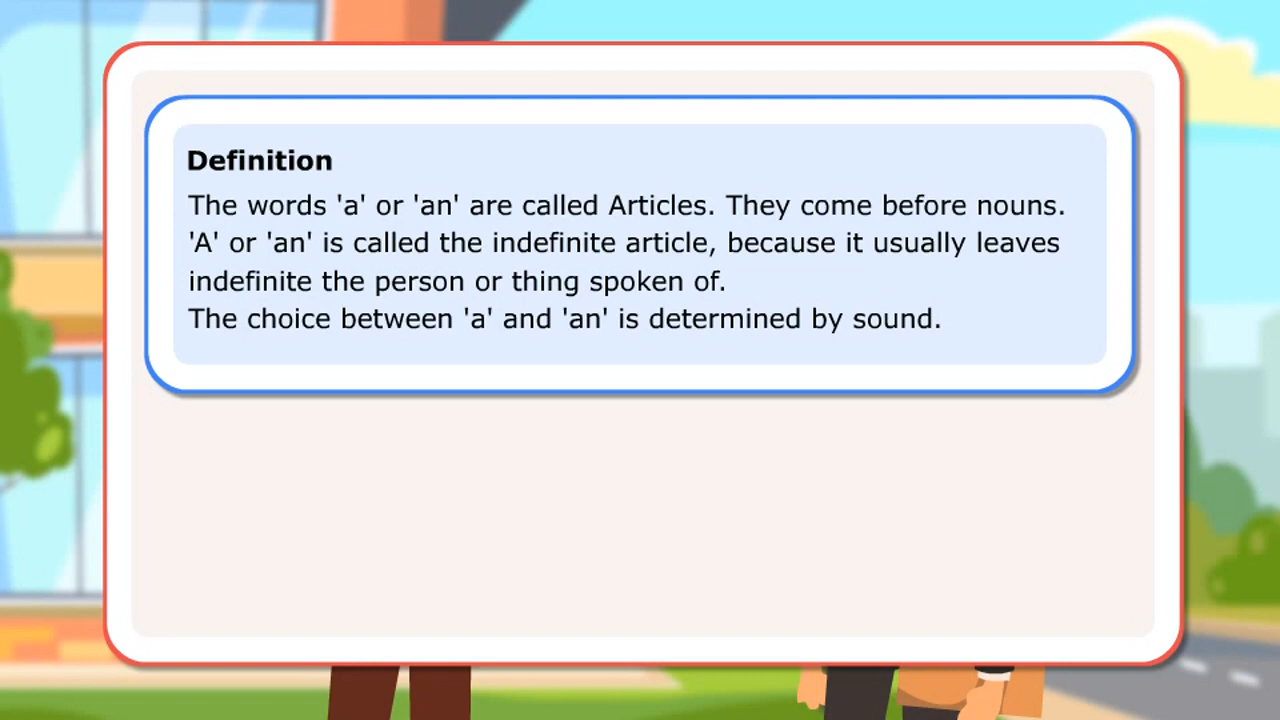 Definition
The words 'a' or 'an' are called Articles. They come before nouns.
'A' or 'an' is called the indefinite article, because it usually leaves
indefinite the person or thing spoken of.
The choice between 'a' and 'an' is determined by sound.